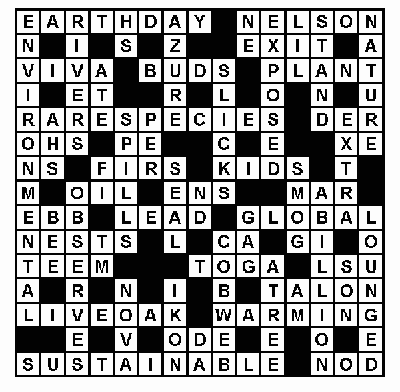 EARTHDAY NELSON
N I S Z EXIT A
VIVA BUDS PLANT
I ET R L O N U
RARESPECIES DER
OHS PE C E XE
NS FIRS KIDS T
M OIL ENS MAR
EBB LEAD GLOBAL
NESTS L CA GI O
TEEM TOGA LSU
A R N I B TALON
LIVEOAK WARMING
E V ODE E O E
SUSTAINABLE NOD